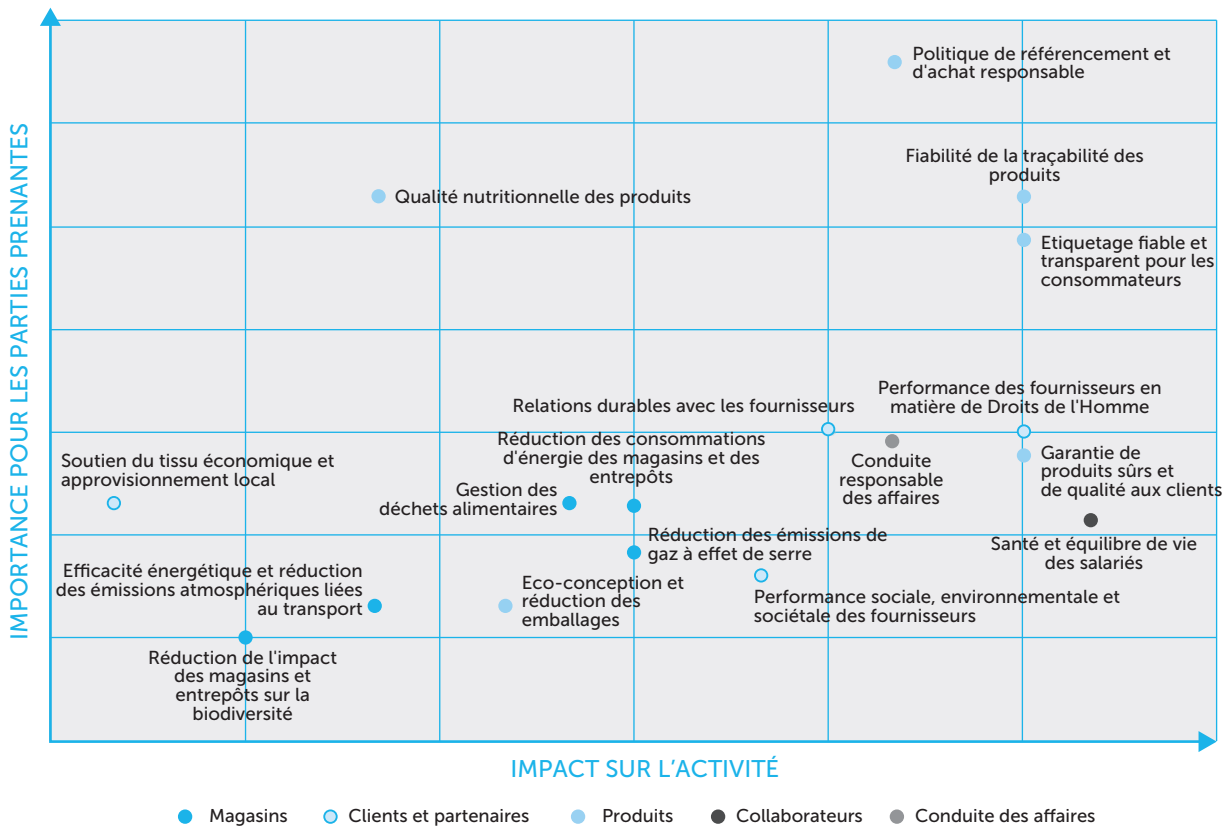 IMPORTANCE POUR LES PARTIES PRENANTES
Politique de référencement et
d'achat responsable
Fiabilité de la traçabilité des
produits
Qualité nutritionnelle des produits
Etiquetage fiable et
transparent pour les
consommateurs
Performance des fournisseurs en
matière de Droits de l'Homme
Relations durables avec les fournisseurs
Réduction des consommations
d'énergie des magasins et des
entrepôts
Conduite
responsable
des affaires
Garantie de
produits sûrs et
de qualité aux clients
Soutien du tissu économique et
approvisionnement local
Gestion des
déchets alimentaires
Réduction des émissions de
gaz à effet de serre
Santé et équilibre de vie
des salariés
Efficacité énergétique et réduction
des émissions atmosphériques liées
au transport
Eco-conception et
réduction des
emballages
Performance sociale, environnementale et
sociétale des fournisseurs
Réduction de l'impact
des magasins et
entrepôts sur la
biodiversité
IMPACT SUR L'ACTIVITÉ
Magasins
Clients et partenaires
Produits
Collaborateurs
Conduite des affaires